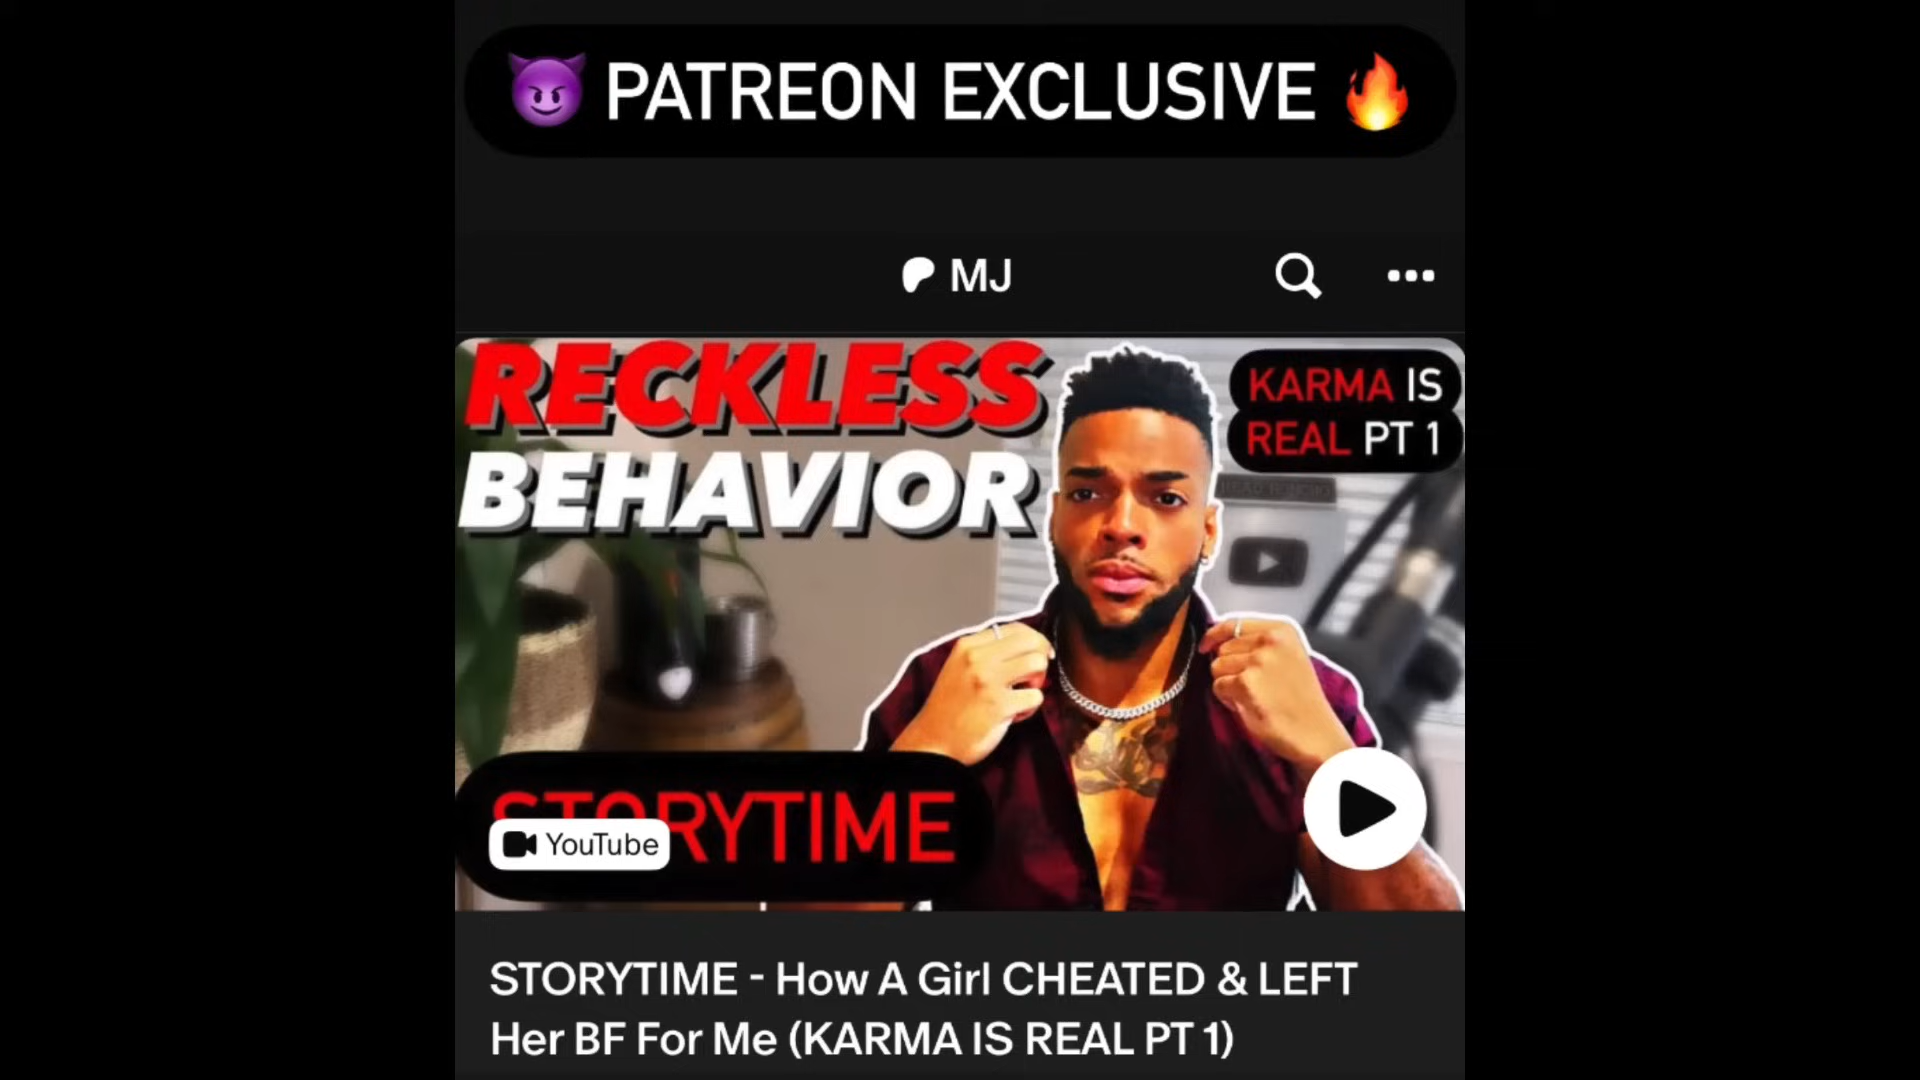 😈 PATREON EXCLUSIVE 🔥
MJ
RECKLESS
BEHAVIOR
KARMA IS
REAL PT 1
STORYTIME
YouTube
STORYTIME - How A Girl CHEATED & LEFT
Her BF For Me (KARMA IS REAL PT 1)